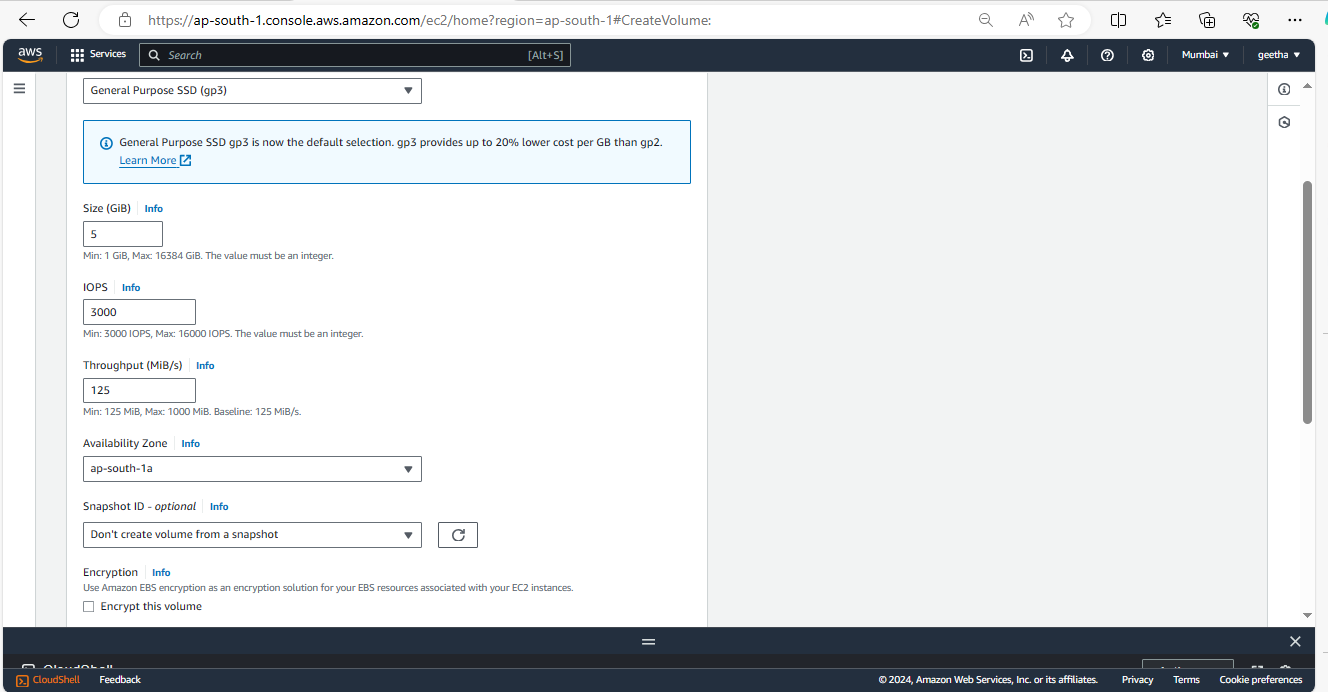 https://ap-south-1.console.aws.amazon.com/ec2/home?region=ap-south-1#CreateVolume:
aws Services Search [Alt+S] Mumbai geetha
General Purpose SSD (gp3)
General Purpose SSD gp3 is now the default selection. gp3 provides up to 20% lower cost per GB than gp2.
Learn More
Size (GiB) Info
5
Min: 1 GiB, Max: 16384 GiB. The value must be an integer.
IOPS Info
3000
Min: 3000 IOPS, Max: 16000 IOPS. The value must be an integer.
Throughput (MiB/s) Info
125
Min: 125 MiB, Max: 1000 MiB. Baseline: 125 MiB/s.
Availability Zone Info
ap-south-1a
Snapshot ID - optional Info
Don't create volume from a snapshot
Encryption Info
Use Amazon EBS encryption as an encryption solution for your EBS resources associated with your EC2 instances.
Encrypt this volume
CloudShell
CloudShell Feedback © 2024, Amazon Web Services, Inc. or its affiliates. Privacy Terms Cookie preferences